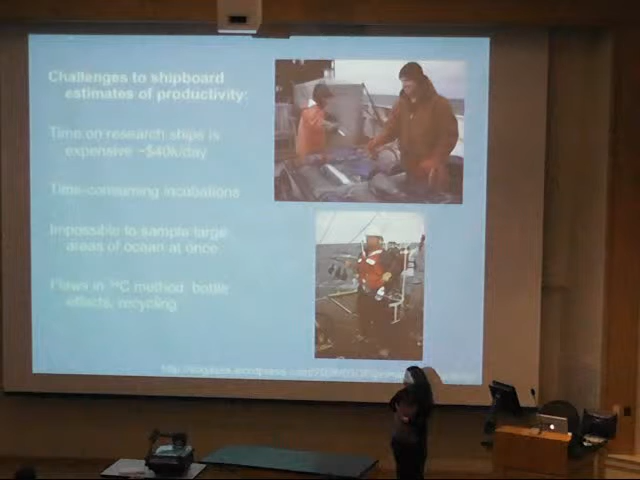 Challenges to shipboard
estimates of productivity:
Time on research ships is
expensive ~$40k/day
Time-consuming incubations
Impossible to sample large
areas of ocean at once
Flaws in ¹⁴C method bottle
effects, recycling